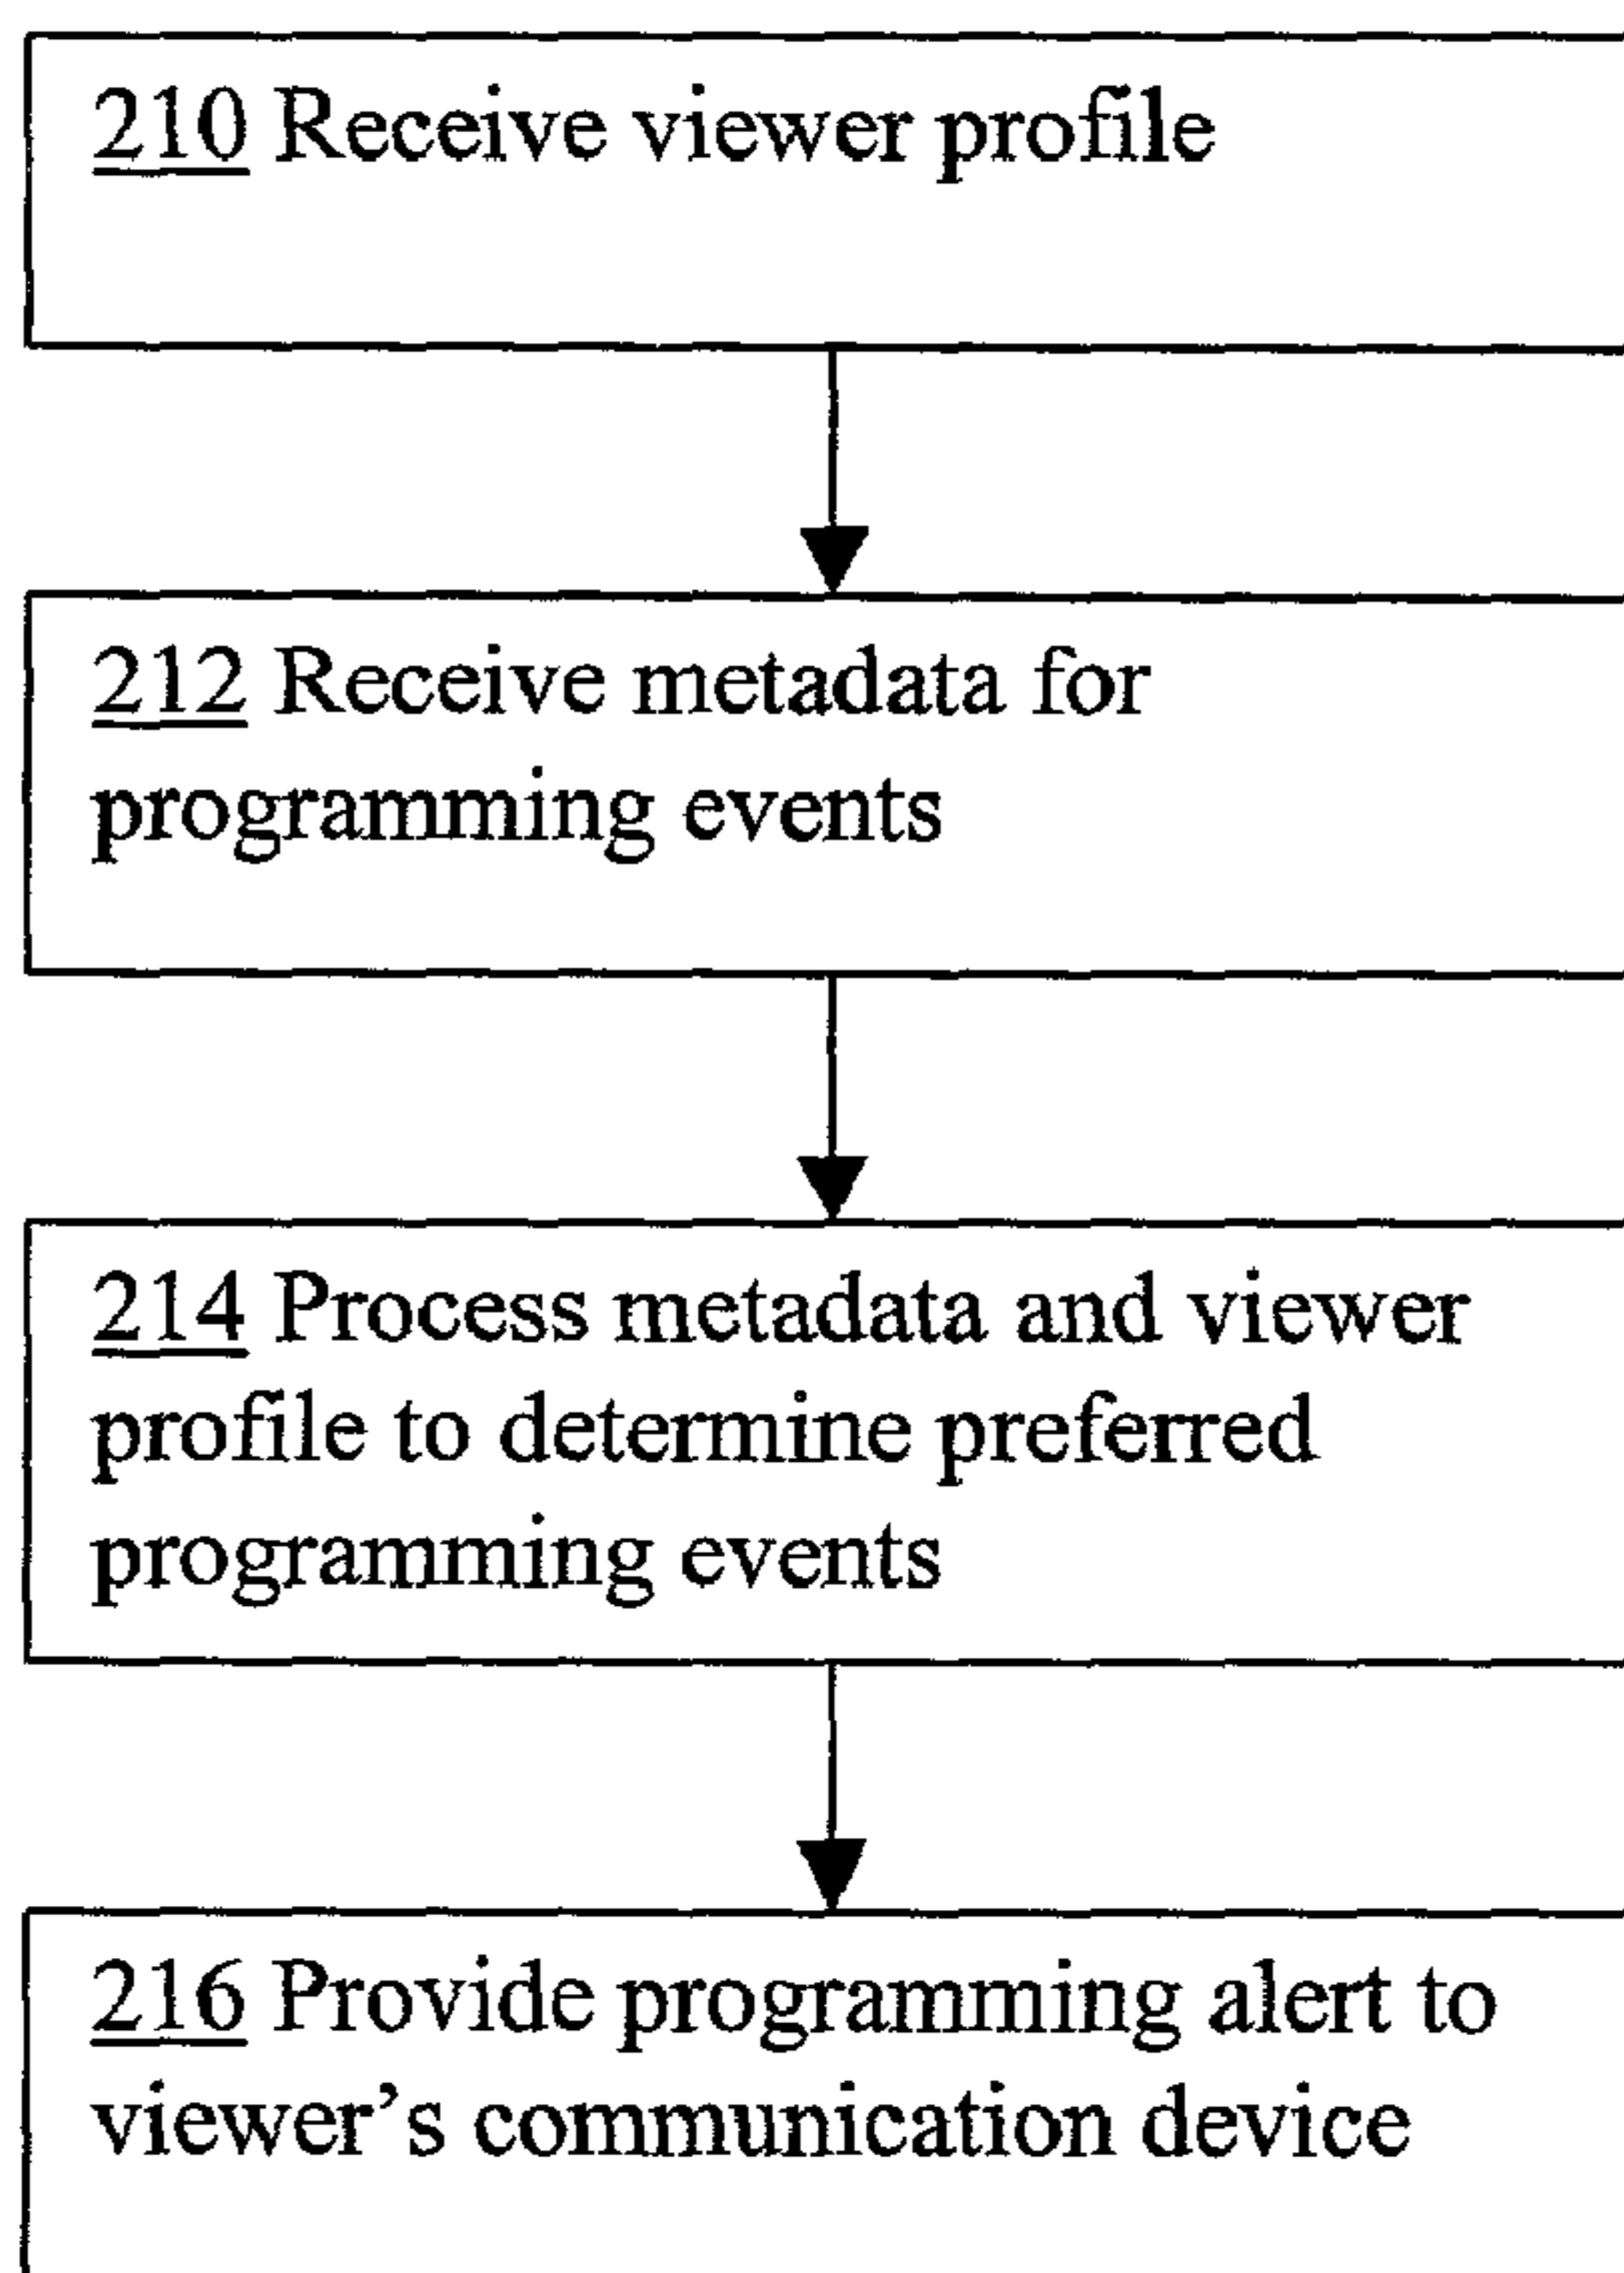 210 Receive viewer profile
212 Receive metadata for
programming events
214 Process metadata and viewer
profile to determine preferred
programming events
216 Provide programming alert to
viewer’s communication device